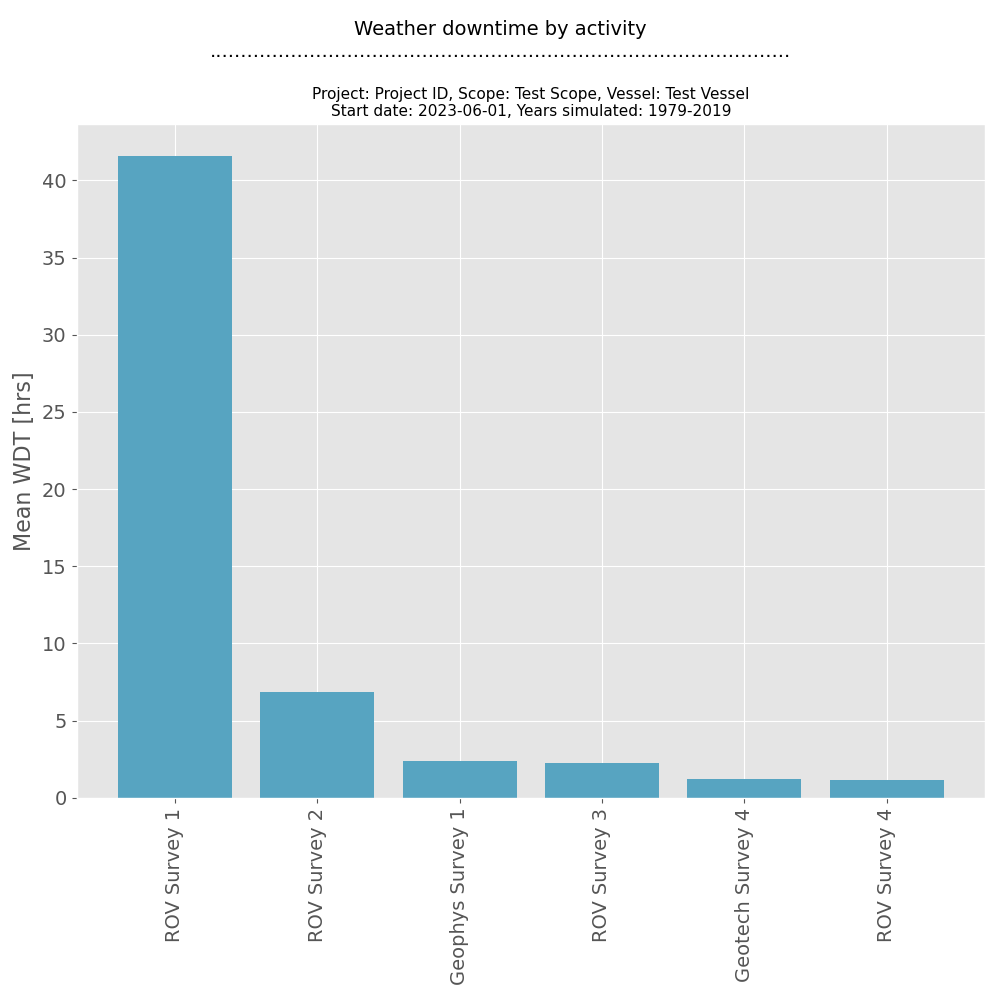 Weather downtime by activity
Project: Project ID, Scope: Test Scope, Vessel: Test Vessel
Start date: 2023-06-01, Years simulated: 1979-2019
Mean WDT [hrs]
40
35
30
25
20
15
10
5
0
ROV Survey 1
ROV Survey 2
Geophys Survey 1
ROV Survey 3
Geotech Survey 4
ROV Survey 4